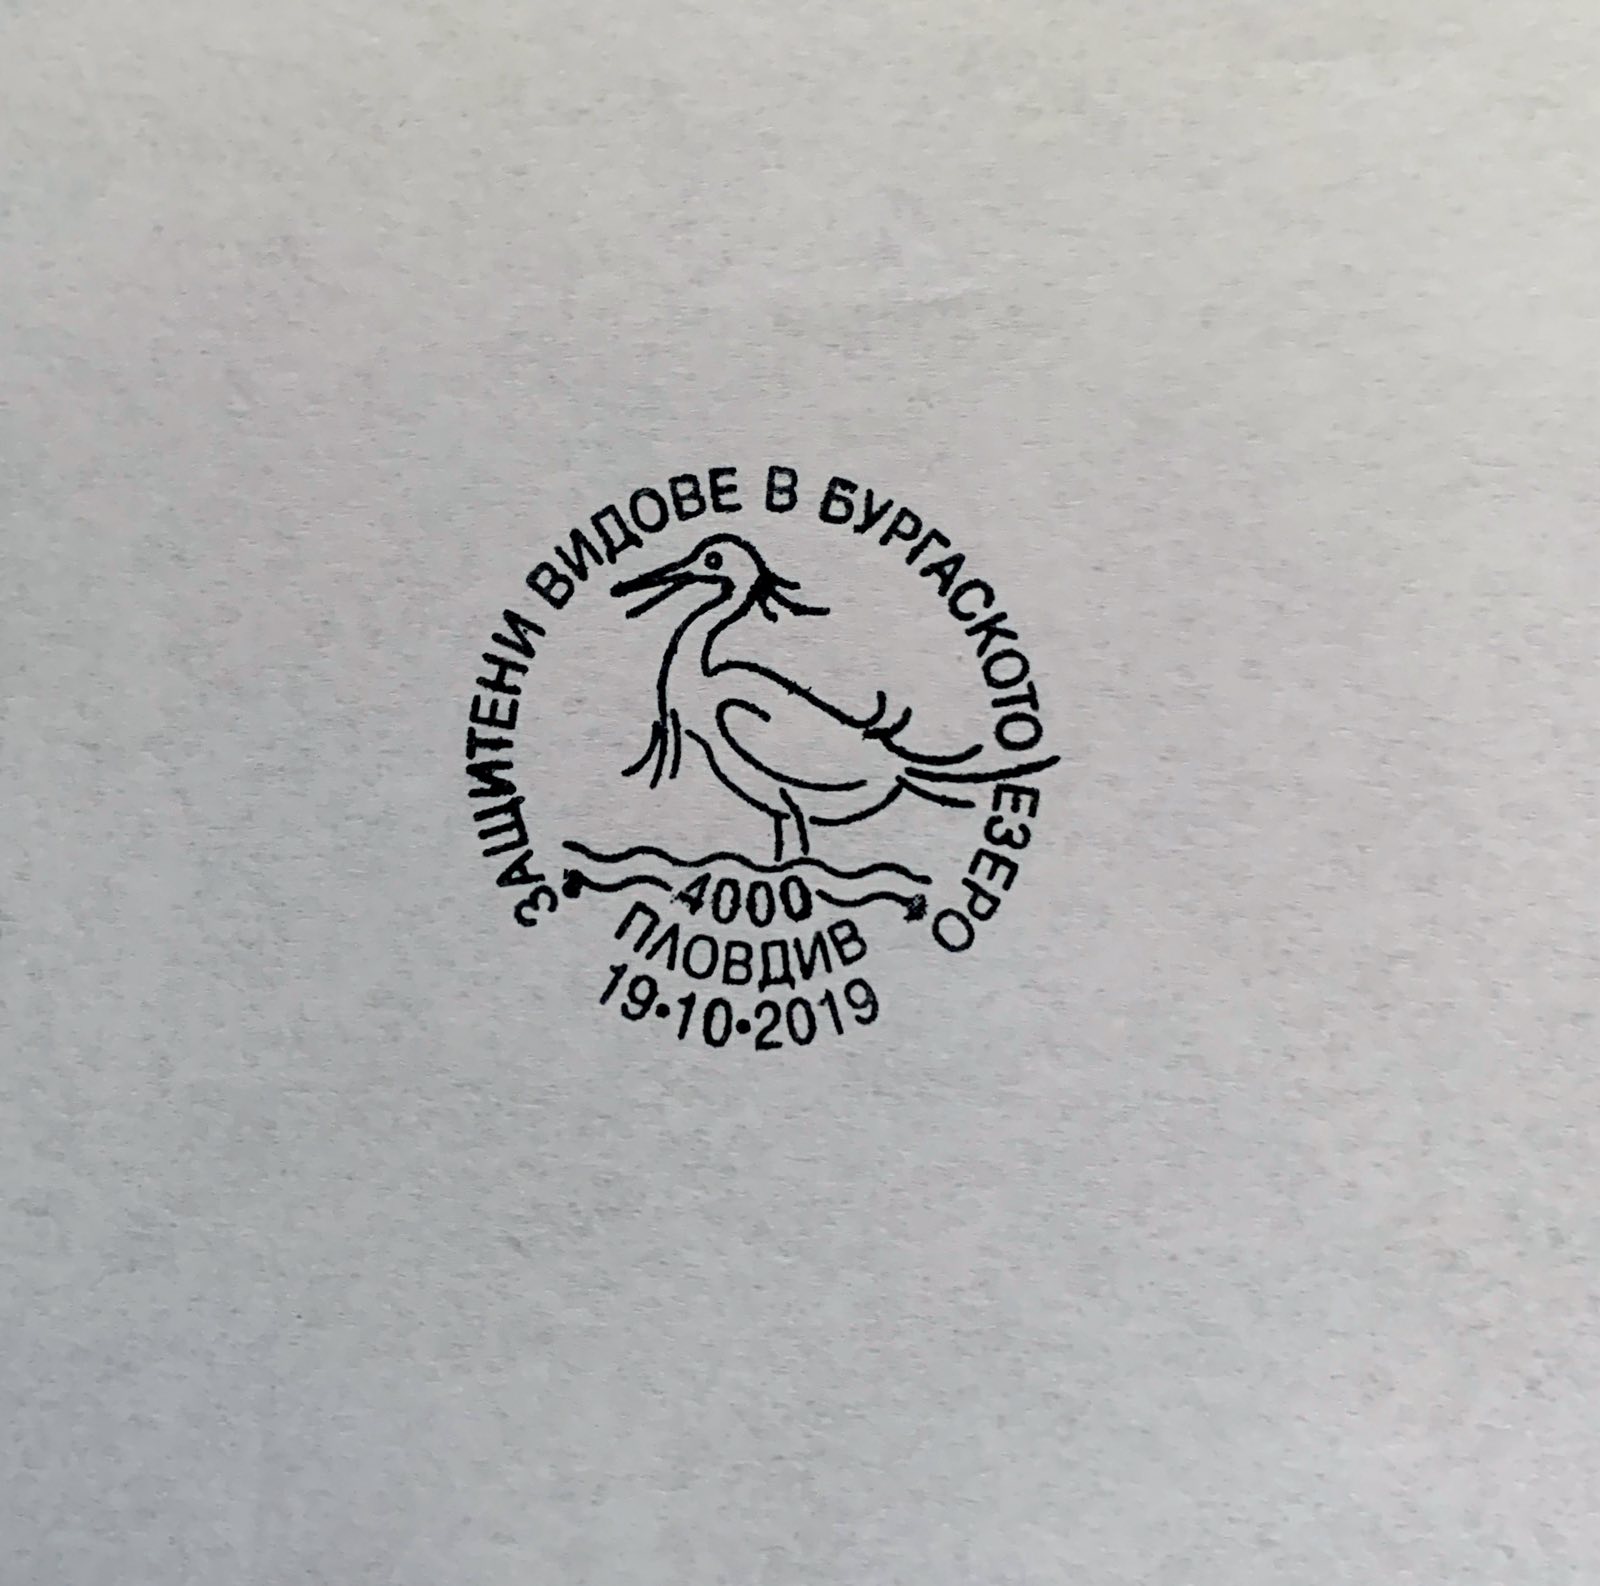 ЗАЩИТЕНИ ВИДОВЕ В БУРГАСКОТО ЕЗЕРО
4000
ПЛОВДИВ
19•10•2019